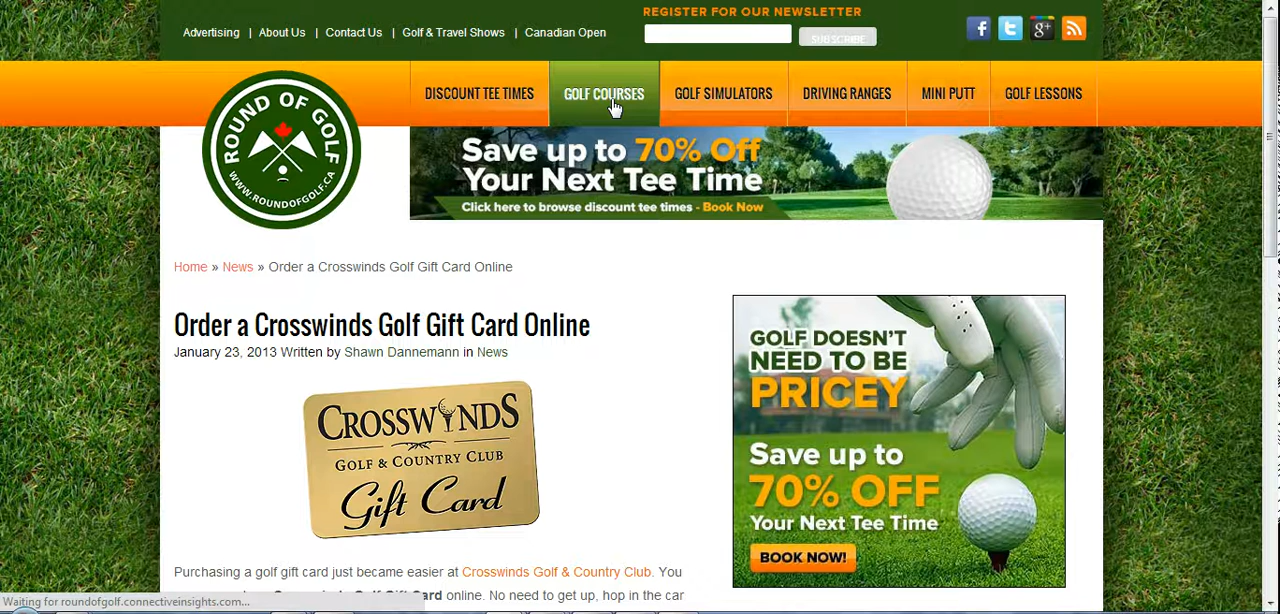 REGISTER FOR OUR NEWSLETTER
Advertising | About Us | Contact Us | Golf & Travel Shows | Canadian Open
SUBSCRIBE
DISCOUNT TEE TIMES GOLF COURSES GOLF SIMULATORS DRIVING RANGES MINI PUTT GOLF LESSONS
ROUND OF GOLF
WWW.ROUNDOFGOLF.CA
Save up to 70% Off
Your Next Tee Time
Click here to browse discount tee times - Book Now
Home » News » Order a Crosswinds Golf Gift Card Online
Order a Crosswinds Golf Gift Card Online
January 23, 2013 Written by Shawn Dannemann in News
CROSSWINDS
GOLF & COUNTRY CLUB
Gift Card
GOLF DOESN'T
NEED TO BE
PRICEY
Save up to
70% OFF
Your Next Tee Time
BOOK NOW!
Purchasing a golf gift card just became easier at Crosswinds Golf & Country Club. You
Card online. No need to get up, hop in the car
Waiting for roundofgolf.connectiveinsights.com...